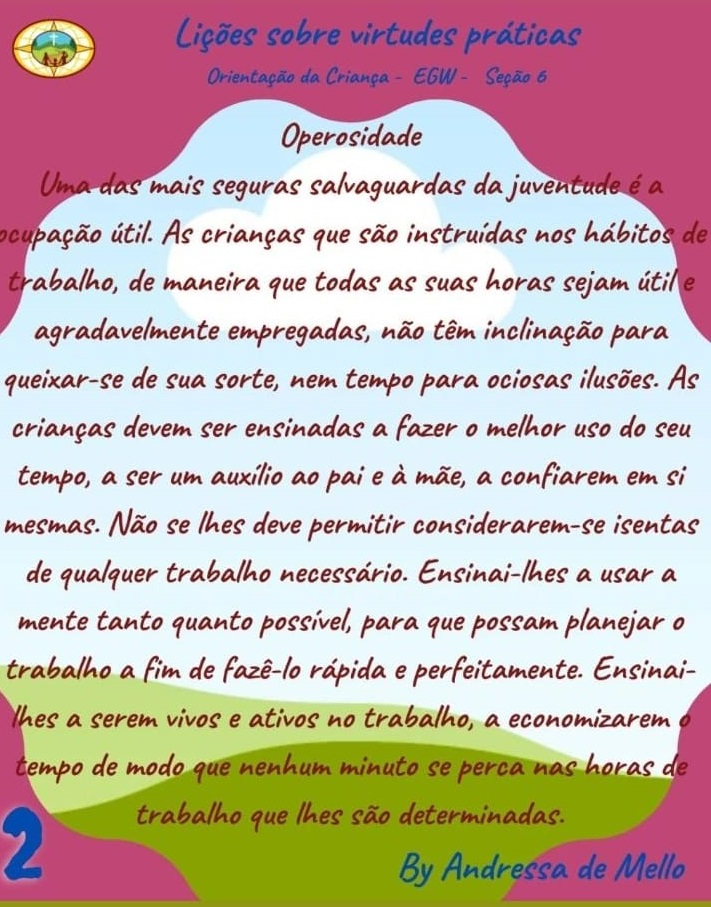 Lições sobre virtudes práticas
Orientação da Criança - EGW - Seção 6
Operosidade
Uma das mais seguras salvaguardas da juventude é a
ocupação útil. As crianças que são instruídas nos hábitos de
trabalho, de maneira que todas as suas horas sejam útil e
agradavelmente empregadas, não têm inclinação para
queixar-se de sua sorte, nem tempo para ociosas ilusões. As
crianças devem ser ensinadas a fazer o melhor uso do seu
tempo, a ser um auxílio ao pai e à mãe, a confiarem em si
mesmas. Não se lhes deve permitir considerarem-se isentas
de qualquer trabalho necessário. Ensinai-lhes a usar a
mente tanto quanto possível, para que possam planejar o
trabalho a fim de fazê-lo rápida e perfeitamente. Ensinai-
lhes a serem vivos e ativos no trabalho, a economizarem o
tempo de modo que nenhum minuto se perca nas horas de
trabalho que lhes são determinadas.
2
By Andressa de Mello